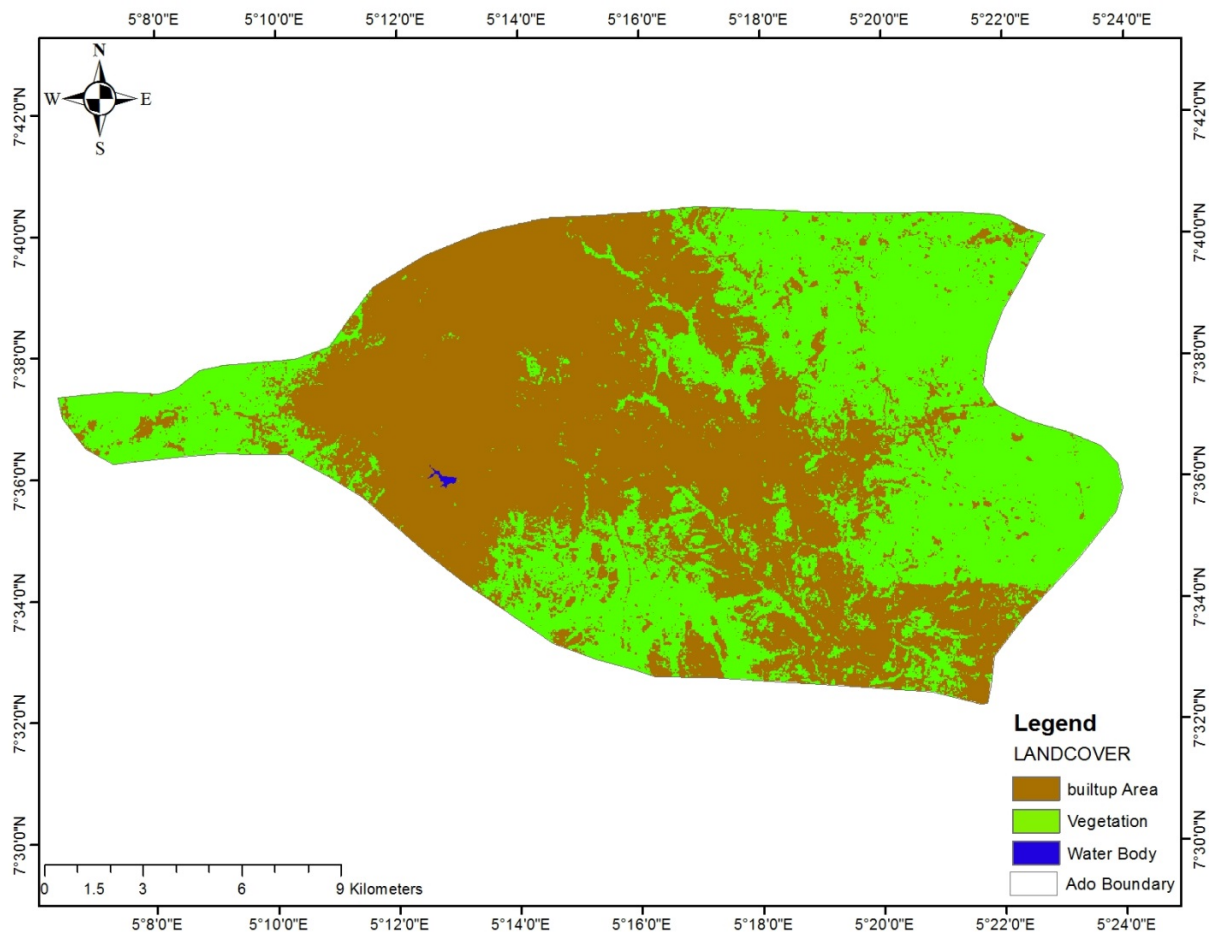 5°8'0"E 5°10'0"E 5°12'0"E 5°14'0"E 5°16'0"E 5°18'0"E 5°20'0"E 5°22'0"E 5°24'0"E
N
W E
S
7°42'0"N 7°42'0"N
7°40'0"N 7°40'0"N
7°38'0"N 7°38'0"N
7°36'0"N 7°36'0"N
7°34'0"N 7°34'0"N
7°32'0"N 7°32'0"N
Legend
LANDCOVER
builtup Area
Vegetation
7°30'0"N 7°30'0"N
Water Body
Ado Boundary
0 1.5 3 6 9 Kilometers
5°8'0"E 5°10'0"E 5°12'0"E 5°14'0"E 5°16'0"E 5°18'0"E 5°20'0"E 5°22'0"E 5°24'0"E